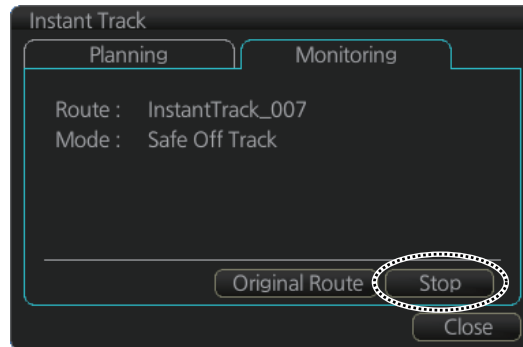 Instant Track
Planning Monitoring
Route : InstantTrack_007
Mode : Safe Off Track
Original Route Stop
Close